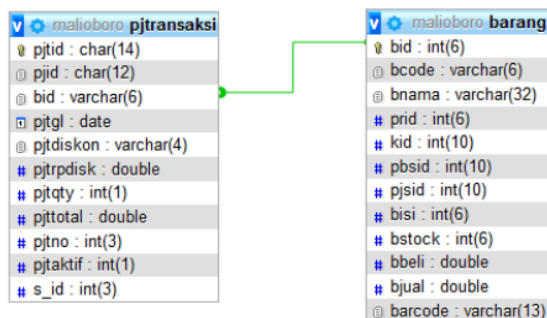 v malioboro pjtransaksi
pjtid : char(14)
pjid : char(12)
bid : varchar(6)
pjtgl : date
pjtdiskon : varchar(4)
# pjtrpdisk : double
# pjtqty : int(1)
# pjttotal : double
# pjtno : int(3)
# pjtaktif : int(1)
# s_id : int(3)
v malioboro barang
bid : int(6)
bcode : varchar(6)
bnama : varchar(32)
# prid : int(6)
# kid : int(10)
# pbsid : int(10)
# pjsid : int(10)
# bisi : int(6)
# bstock : int(6)
# bbeli : double
# bjual : double
barcode : varchar(13)